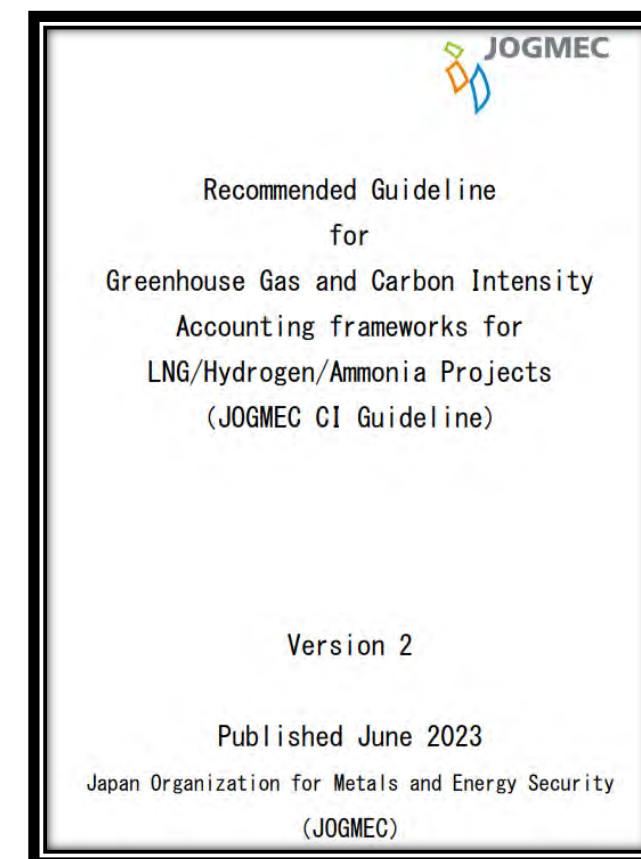 JOGMEC
Recommended Guideline
for
Greenhouse Gas and Carbon Intensity
Accounting frameworks for
LNG/Hydrogen/Ammonia Projects
(JOGMEC CI Guideline)
Version 2
Published June 2023
Japan Organization for Metals and Energy Security
(JOGMEC)